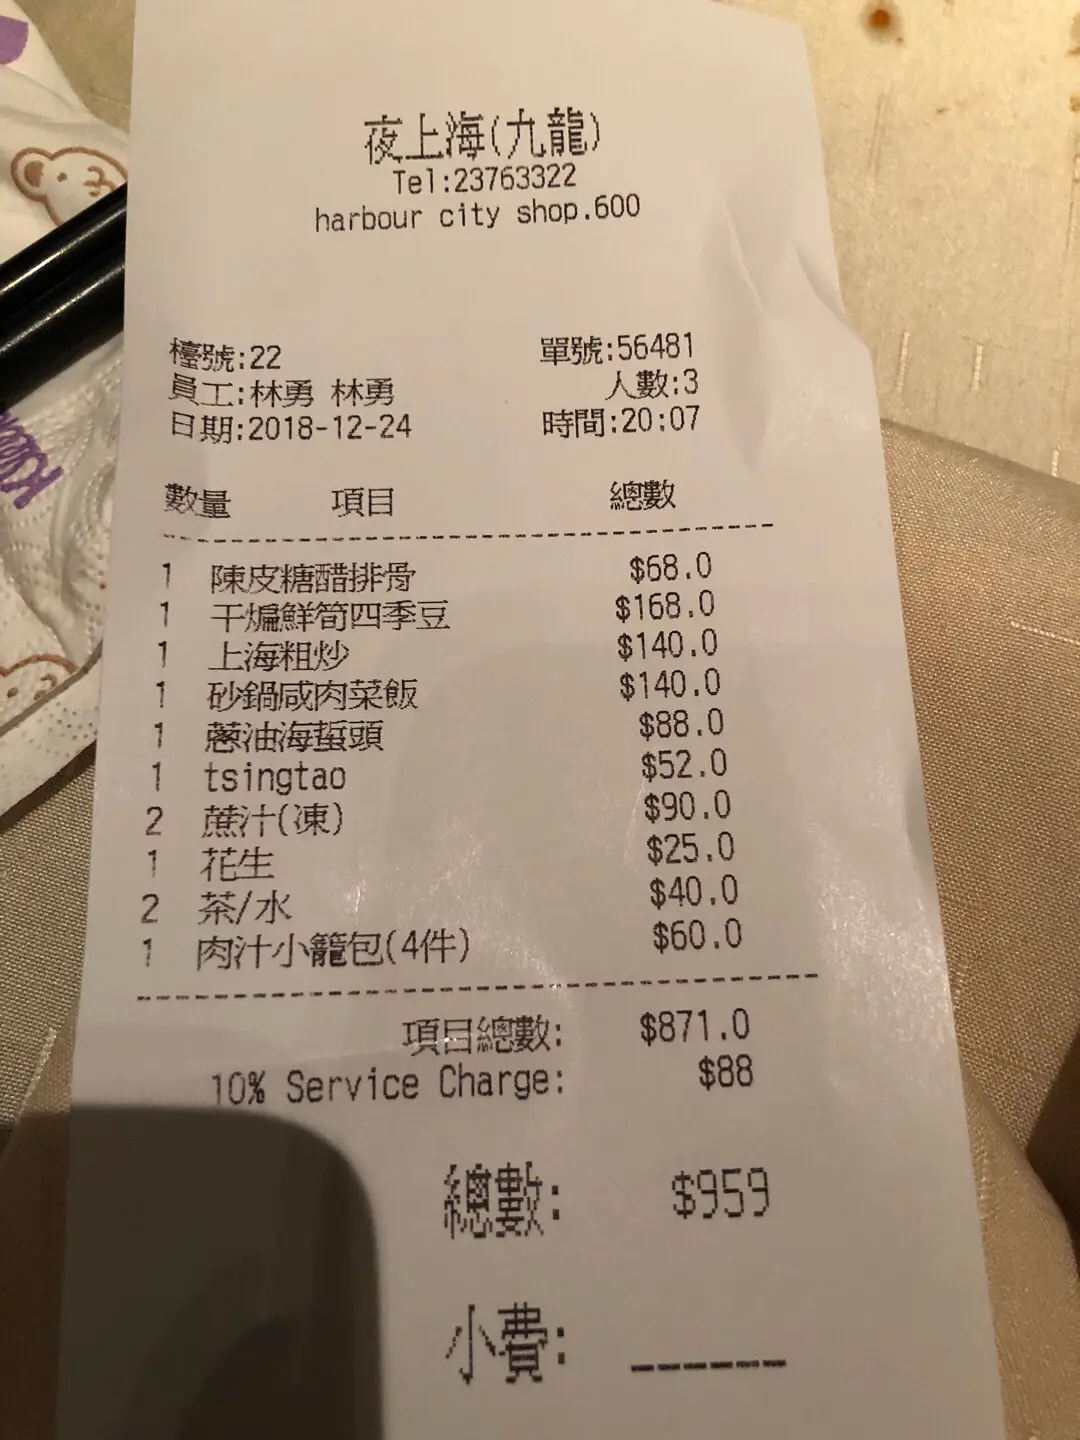 夜上海(九龍)
Tel:23763322
harbour city shop.600
檯號:22 單號:56481
員工:林勇 林勇 人數:3
日期:2018-12-24 時間:20:07
數量 項目 總數
1 陳皮糖醋排骨 $68.0
1 干煸鮮筍四季豆 $168.0
1 上海粗炒 $140.0
1 砂鍋咸肉菜飯 $140.0
1 蔥油海蜇頭 $88.0
1 tsingtao $52.0
2 蔗汁(凍) $90.0
1 花生 $25.0
2 茶/水 $40.0
1 肉汁小籠包(4件) $60.0
項目總數: $871.0
10% Service Charge: $88
總數: $959
小費: ______